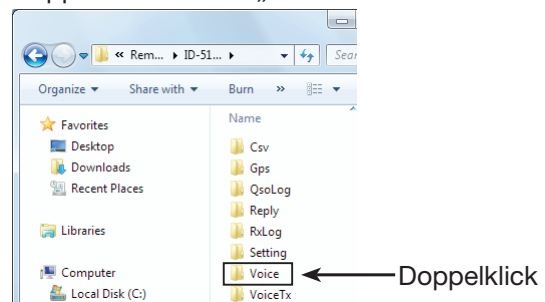 « Rem... ▸ ID-51... ▸
Organize ▾ Share with ▾ Burn »
Favorites
Desktop
Downloads
Recent Places
Libraries
Computer
Local Disk (C:)
Name
Csv
Gps
QsoLog
Reply
RxLog
Setting
Voice
VoiceTx
Doppelklick